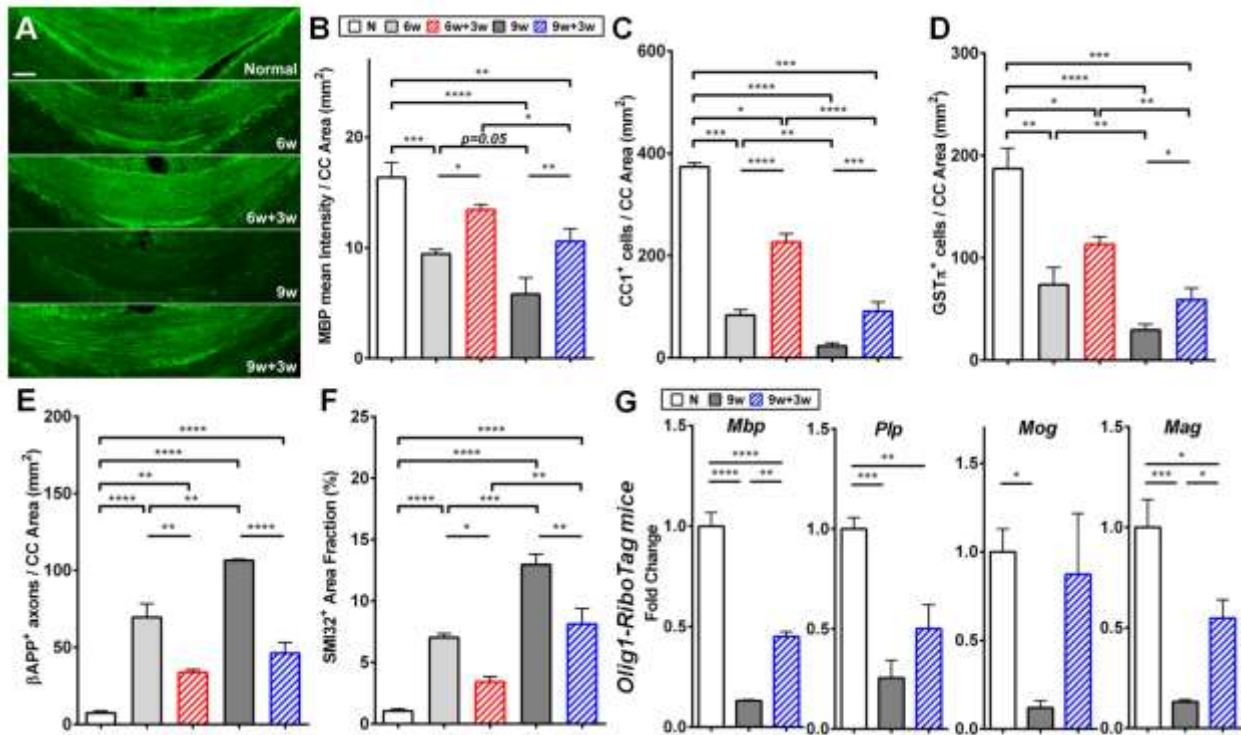 A
Normal
6w
6w+3w
9w
9w+3w
B
N 6w 6w+3w 9w 9w+3w
MBP mean Intensity / CC Area (mm²)
20
10
0
**
****
*
*** p=0.05
* **
C
CC1⁺ cells / CC Area (mm²)
600
400
200
0
***
****
* ****
*** **
**** ***
D
GSTπ⁺ cells / CC Area (mm²)
300
200
100
0
***
****
* **
** **
*
E
βAPP⁺ axons / CC Area (mm²)
200
150
100
50
0
****
****
**
**** **
** ****
F
SMI32⁺ Area Fraction (%)
25
20
15
10
5
0
****
****
**
**** ***
* **
G
N 9w 9w+3w
Olig1-RiboTag mice
Fold Change
Mbp
1.5
1.0
0.5
0.0
****
**** **
Plp
1.5
1.0
0.5
0.0
**
***
Mog
1.5
1.0
0.5
0.0
*
Mag
1.5
1.0
0.5
0.0
*
*** *